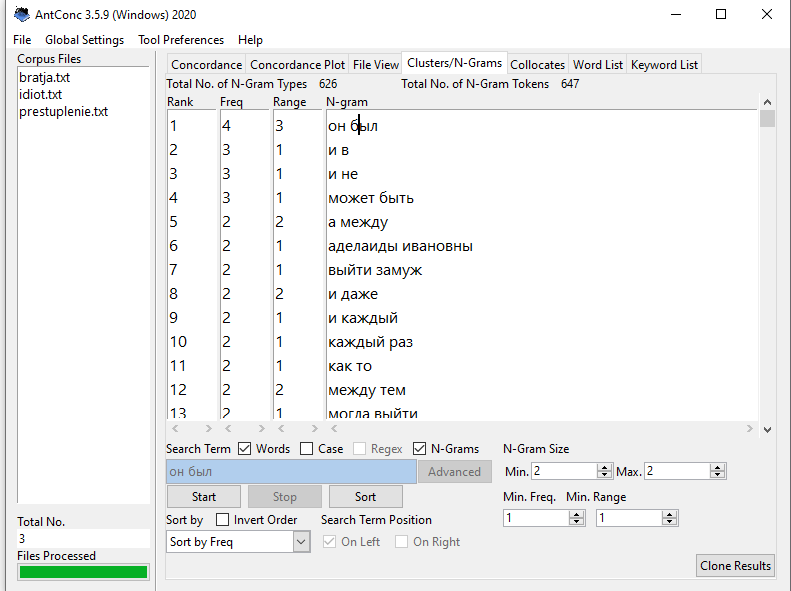 AntConc 3.5.9 (Windows) 2020
File Global Settings Tool Preferences Help
Corpus Files
bratja.txt
idiot.txt
prestuplenie.txt
Total No.
3
Files Processed
Concordance Concordance Plot File View Clusters/N-Grams Collocates Word List Keyword List
Total No. of N-Gram Types 626 Total No. of N-Gram Tokens 647
Rank Freq Range N-gram
1 4 3 он был
2 3 1 и в
3 3 1 и не
4 3 1 может быть
5 2 2 а между
6 2 1 аделаиды ивановны
7 2 1 выйти замуж
8 2 2 и даже
9 2 1 и каждый
10 2 1 каждый раз
11 2 1 как то
12 2 2 между тем
13 2 1 могла выйти
Search Term Words Case Regex N-Grams N-Gram Size
он был Advanced Min. 2 Max. 2
Start Stop Sort Min. Freq. Min. Range
Sort by Invert Order Search Term Position 1 1
Sort by Freq On Left On Right
Clone Results